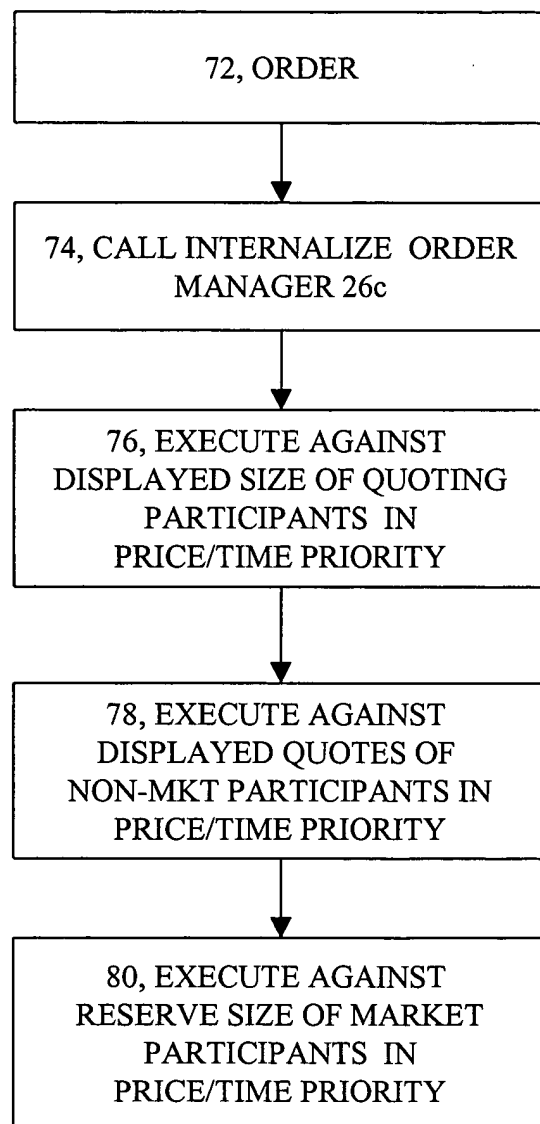 72, ORDER
74, CALL INTERNALIZE ORDER
MANAGER 26c
76, EXECUTE AGAINST
DISPLAYED SIZE OF QUOTING
PARTICIPANTS IN
PRICE/TIME PRIORITY
78, EXECUTE AGAINST
DISPLAYED QUOTES OF
NON-MKT PARTICIPANTS IN
PRICE/TIME PRIORITY
80, EXECUTE AGAINST
RESERVE SIZE OF MARKET
PARTICIPANTS IN
PRICE/TIME PRIORITY